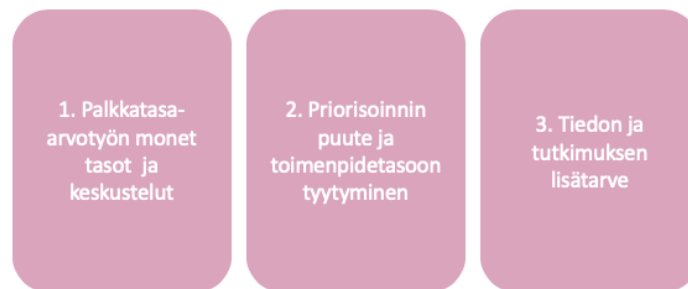 1. Palkkatasa-
arvotyön monet
tasot ja
keskustelut
2. Priorisoinnin
puute ja
toimenpidetasoon
tyytyminen
3. Tiedon ja
tutkimuksen
lisätarve